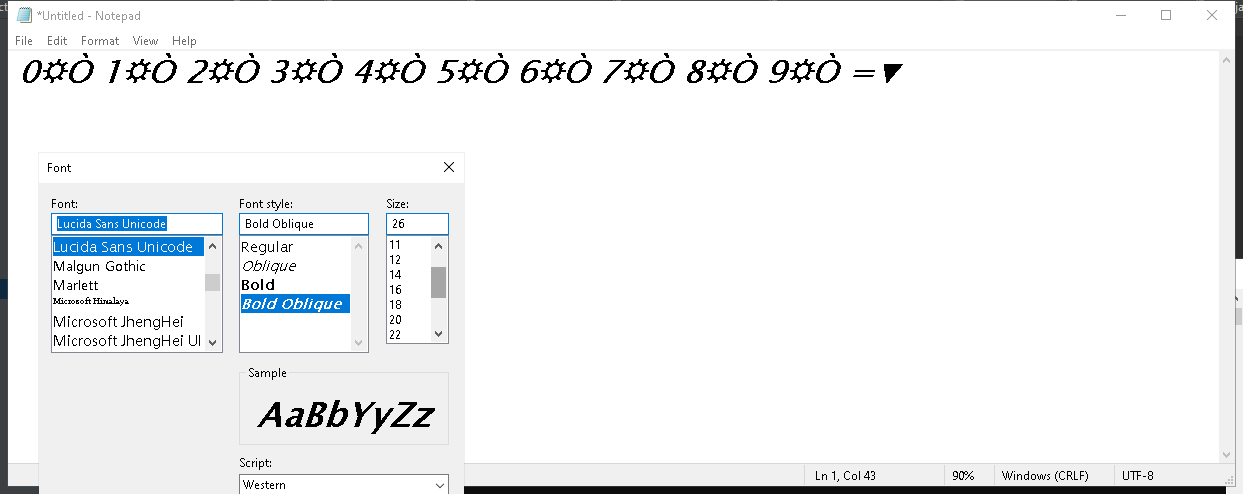 *Untitled - Notepad
File Edit Format View Help
0☼Ò 1☼Ò 2☼Ò 3☼Ò 4☼Ò 5☼Ò 6☼Ò 7☼Ò 8☼Ò 9☼Ò =▼
Font
Font: Font style: Size:
Lucida Sans Unicode Bold Oblique 26
Lucida Sans Unicode Regular 11
Malgun Gothic Oblique 12
Marlett Bold 14
Microsoft Himalaya Bold Oblique 16
Microsoft JhengHei 18
Microsoft JhengHei UI 20
22
Sample
AaBbYyZz
Script:
Western
Ln 1, Col 43 90% Windows (CRLF) UTF-8